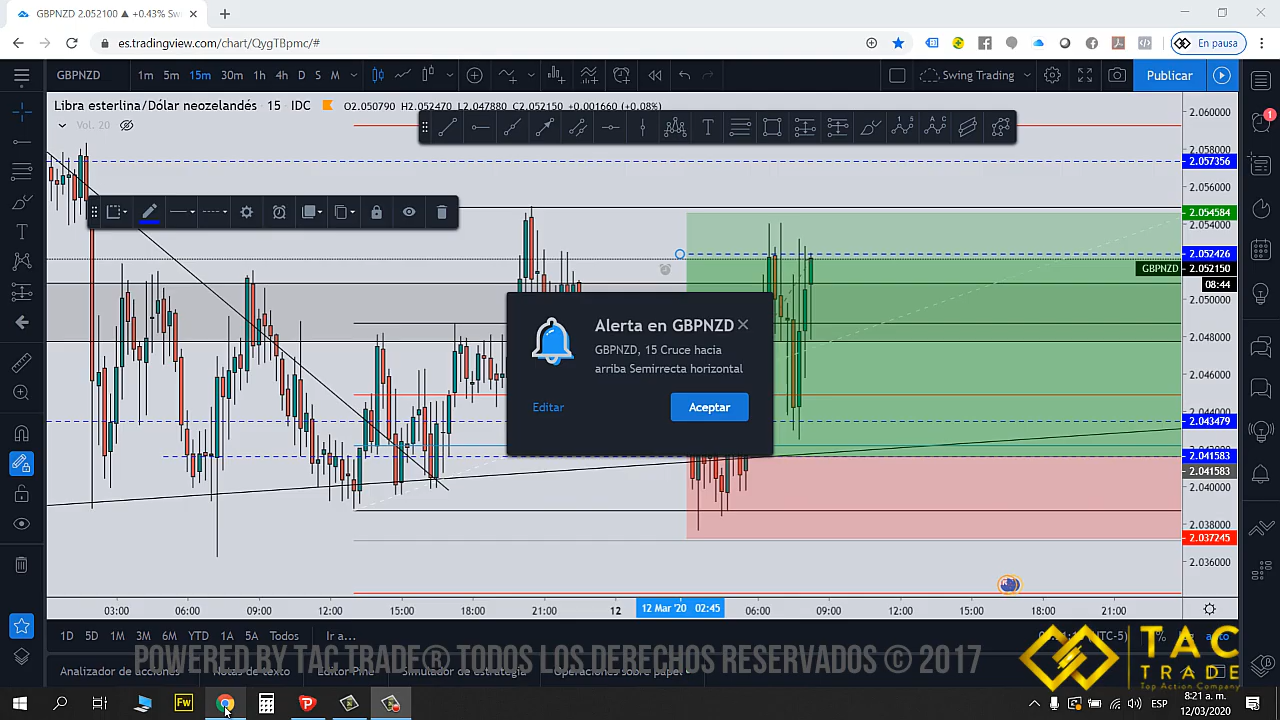 GBPNZD 2.052100 ▲ +0.43% Sw
es.tradingview.com/chart/QygTBpmc/#
En pausa
GBPNZD 1m 5m 15m 30m 1h 4h D S M Swing Trading Publicar
Libra esterlina/Dólar neozelandés 15 IDC O2.050790 H2.052470 L2.047880 C2.052150 +0.001660 (+0.08%)
Vol. 20
1
2.060000
2.058000
2.057356
2.056000
2.054584
2.054000
2.052426
GBPNZD 2.052150
08:44
2.050000
2.048000
2.046000
2.044000
2.043479
2.041583
2.041583
2.040000
2.038000
2.037245
2.036000
Alerta en GBPNZD
GBPNZD, 15 Cruce hacia
arriba Semirrecta horizontal
Editar Aceptar
03:00 06:00 09:00 12:00 15:00 18:00 21:00 12 12 Mar '20 02:45 06:00 09:00 12:00 15:00 18:00 21:00
1D 5D 1M 3M 6M YTD 1A 5A Todos Ir a... (UTC-5) % auto
Analizador de acciones Notas de texto Editor Pine Simulador de estrategia Operaciones sobre papel
POWERED BY TAC TRADE® TODOS LOS DERECHOS RESERVADOS © 2017
TAC
TRADE
Top Action Company
Fw
ESP
8:21 a. m.
12/03/2020